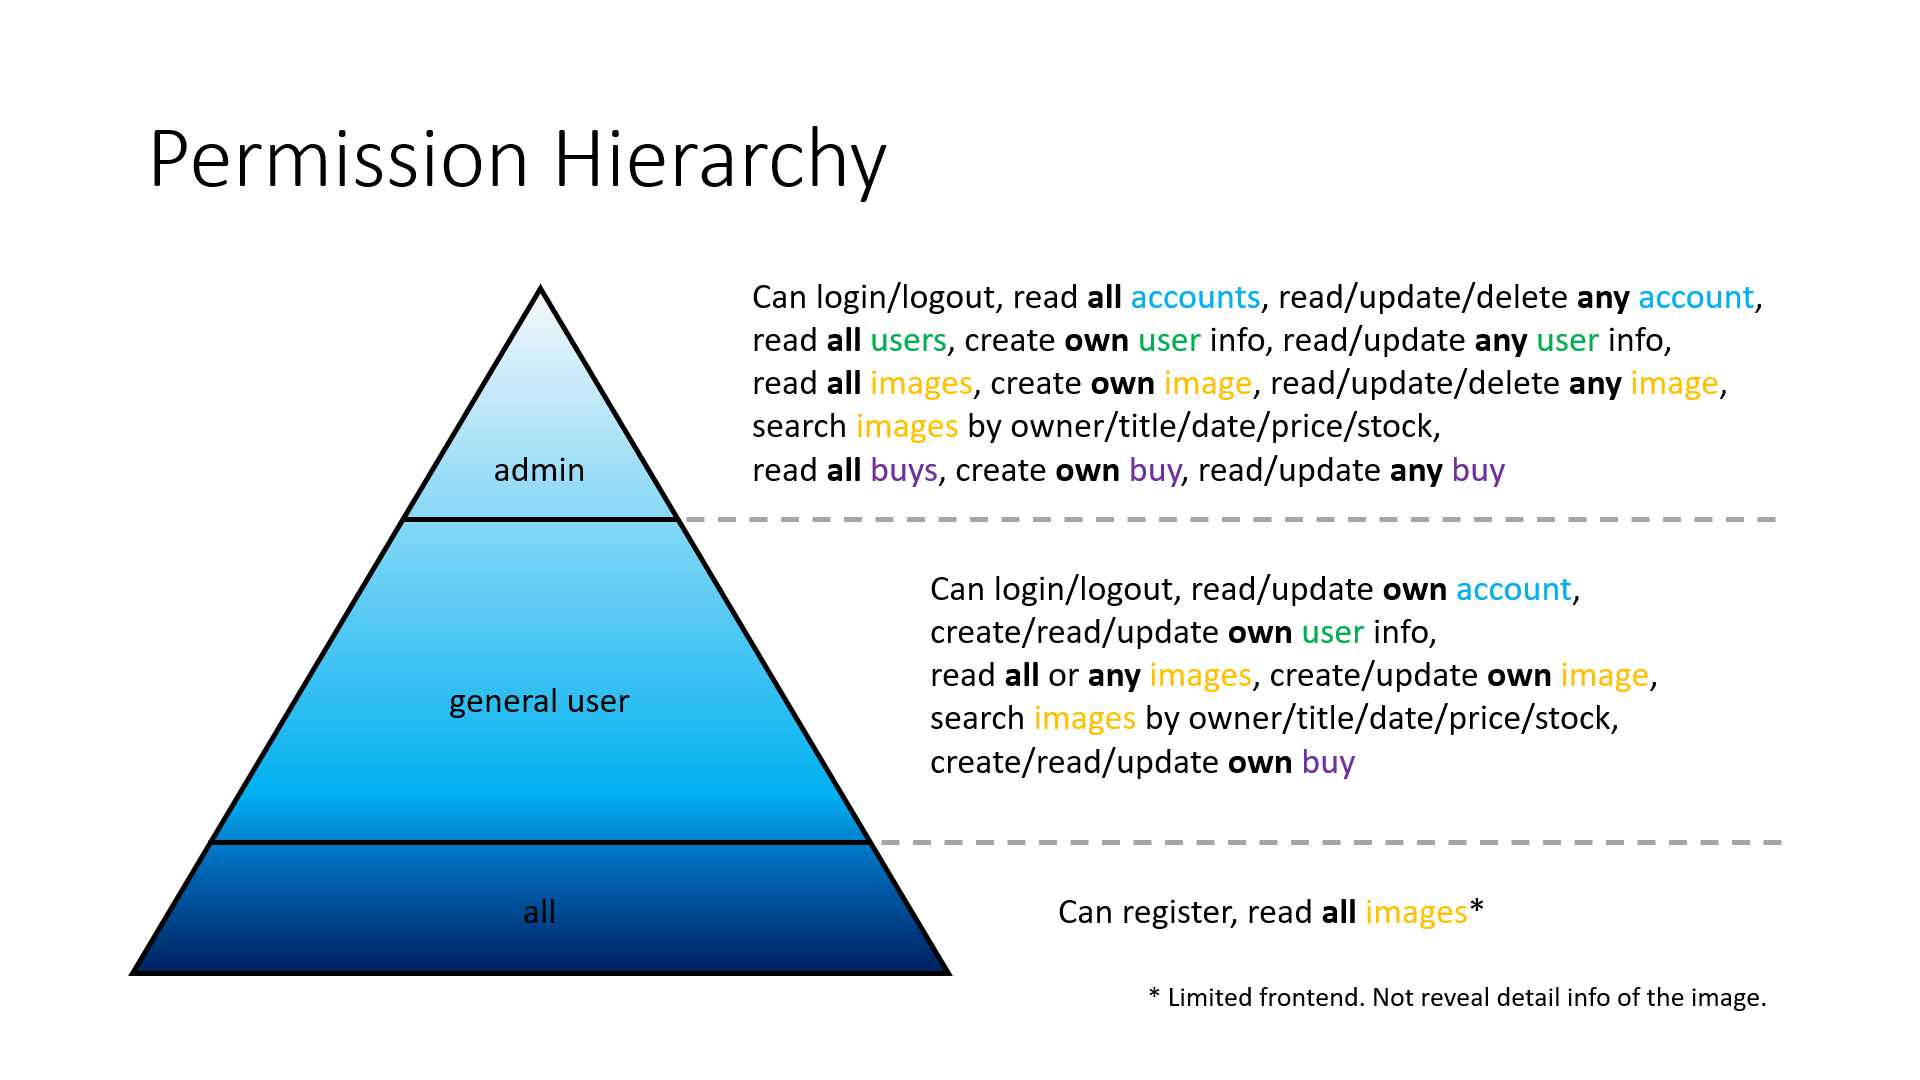 Permission Hierarchy
Can login/logout, read all accounts, read/update/delete any account,
read all users, create own user info, read/update any user info,
read all images, create own image, read/update/delete any image,
search images by owner/title/date/price/stock,
read all buys, create own buy, read/update any buy
admin
Can login/logout, read/update own account,
create/read/update own user info,
read all or any images, create/update own image,
search images by owner/title/date/price/stock,
create/read/update own buy
general user
Can register, read all images*
all
* Limited frontend. Not reveal detail info of the image.